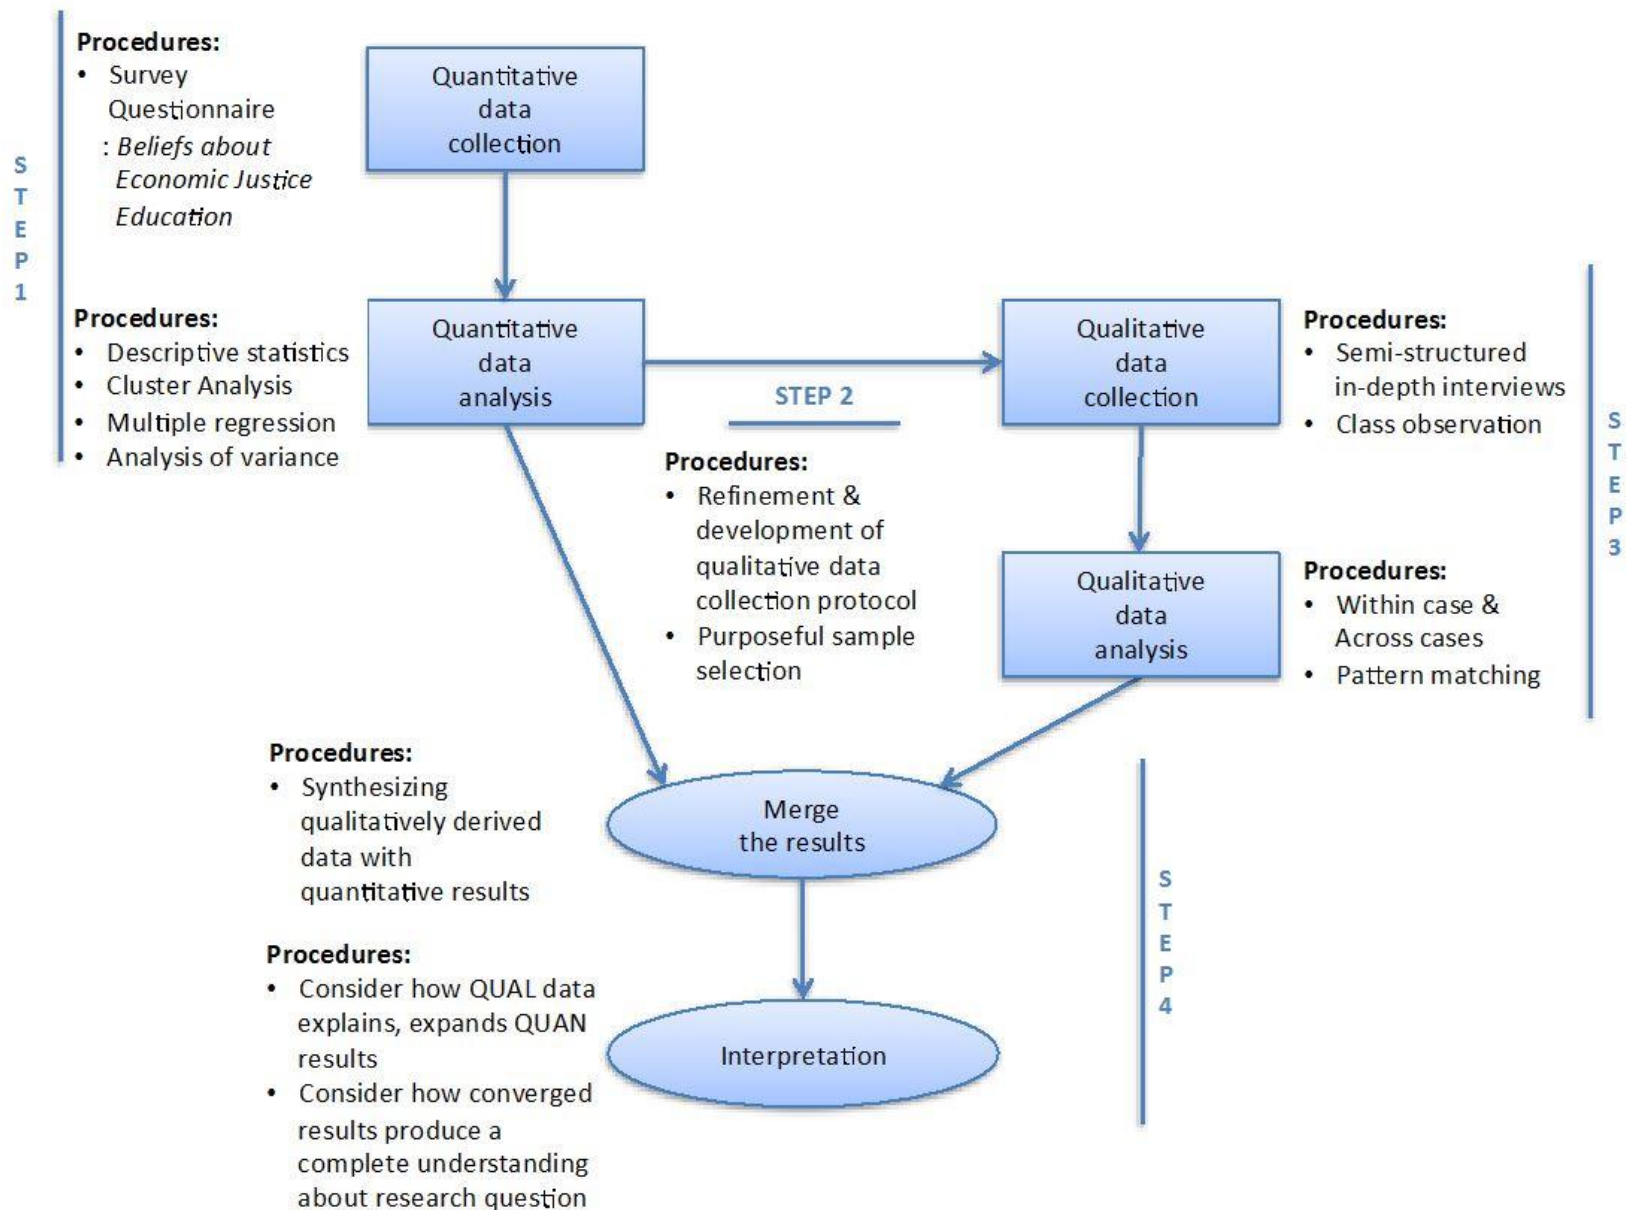 STEP 1
Procedures:
• Survey
Questionnaire
: Beliefs about
Economic Justice
Education
Quantitative
data
collection
Procedures:
• Descriptive statistics
• Cluster Analysis
• Multiple regression
• Analysis of variance
Quantitative
data
analysis
STEP 2
Procedures:
• Refinement &
development of
qualitative data
collection protocol
• Purposeful sample
selection
Qualitative
data
collection
Procedures:
• Semi-structured
in-depth interviews
• Class observation
STEP 3
Qualitative
data
analysis
Procedures:
• Within case &
Across cases
• Pattern matching
Procedures:
• Synthesizing
qualitatively derived
data with
quantitative results
Merge
the results
STEP 4
Procedures:
• Consider how QUAL data
explains, expands QUAN
results
• Consider how converged
results produce a
complete understanding
about research question
Interpretation